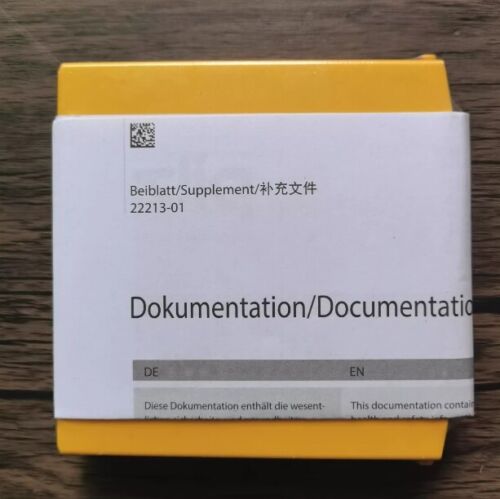 Beiblatt/Supplement/补充文件
22213-01
Dokumentation/Documentatio
DE EN
Diese Dokumentation enthält die wesent- This documentation contain